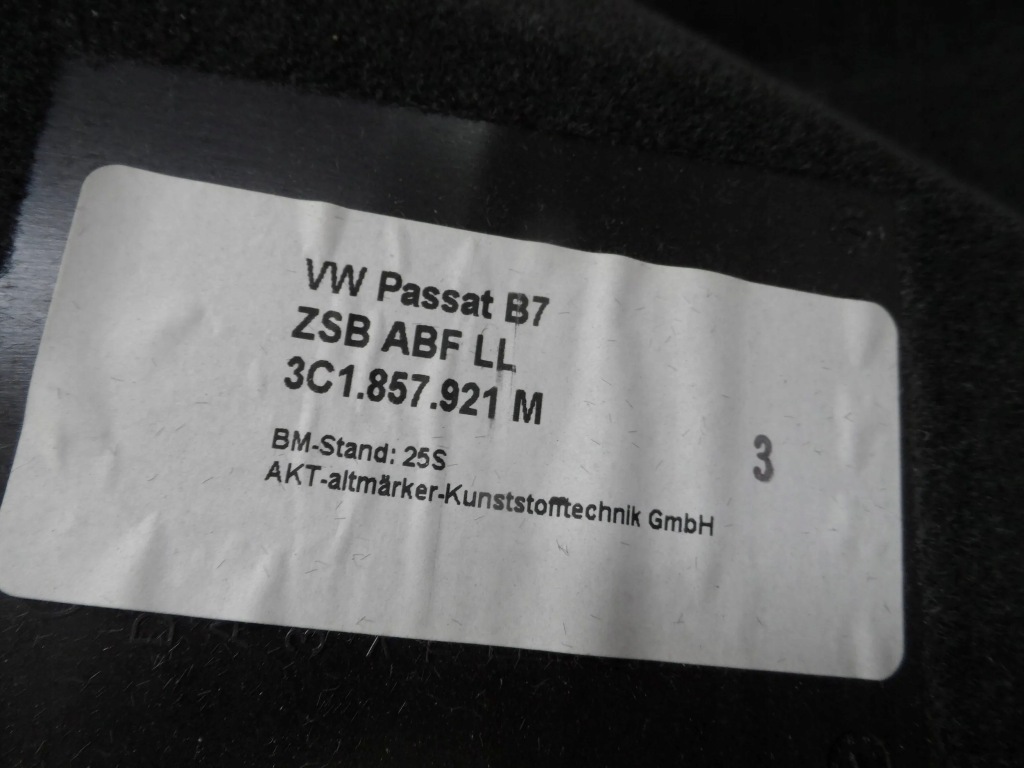 VW Passat B7
ZSB ABF LL
3C1.857.921 M
3
BM-Stand: 25S
AKT-altmärker-Kunststofftechnik GmbH